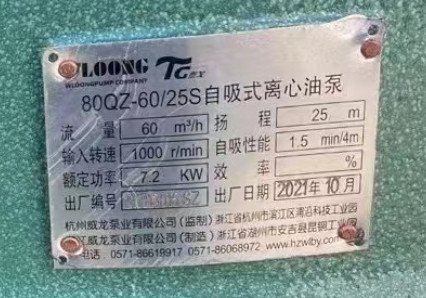 WLOONG TG
WLOONGPUMP COMPANY
80QZ-60/25S自吸式离心油泵
流量 60 m³/h 扬程 25 m
输入转速 1000 r/min 自吸性能 1.5 min/4m
额定功率 7.2 KW 效率 %
出厂编号 出厂日期 2021年10月
杭州威龙泵业有限公司(监制)浙江省杭州市滨江区浦沿科技工业园
浙江威龙泵业有限公司(制造)浙江省湖州市安吉县昆铜工业园
电话: 0571-86619917 0571-86068972 www.hzwlby.com